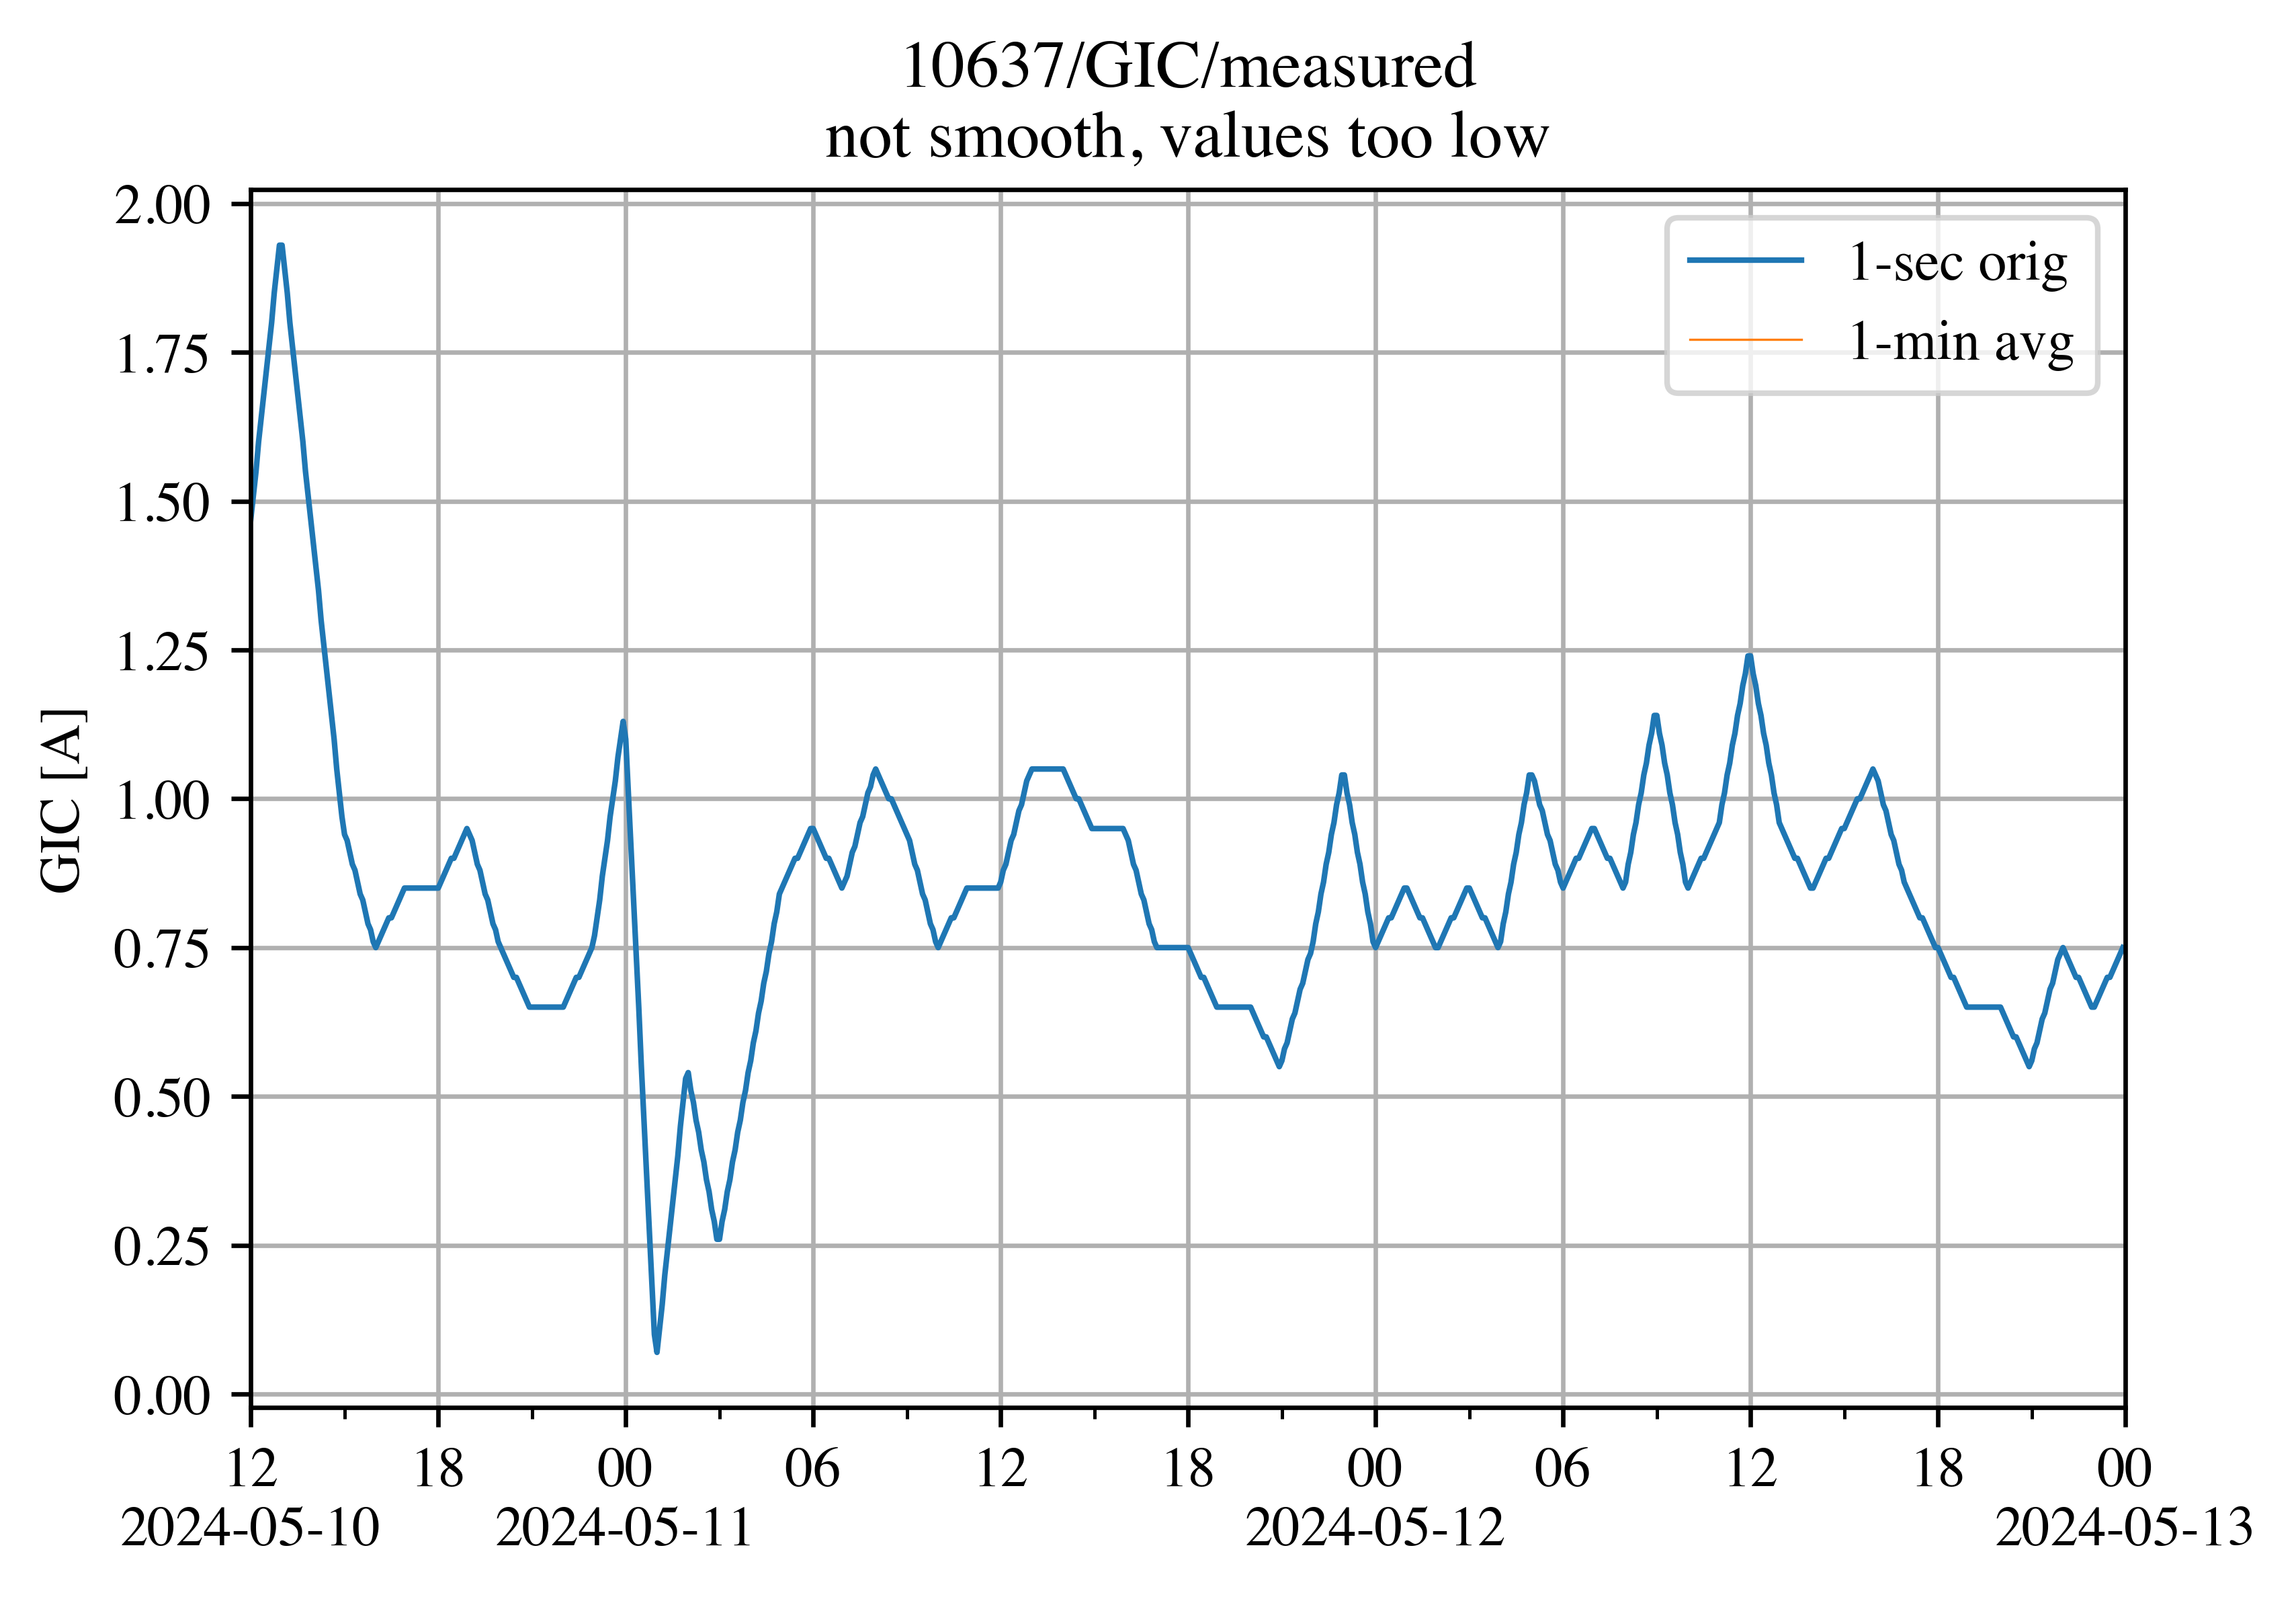 10637/GIC/measured
not smooth, values too low
2.00
1.75
1.50
1.25
1.00
0.75
0.50
0.25
0.00
GIC [A]
1-sec orig
1-min avg
12 18 00 06 12 18 00 06 12 18 00
2024-05-10 2024-05-11 2024-05-12 2024-05-13